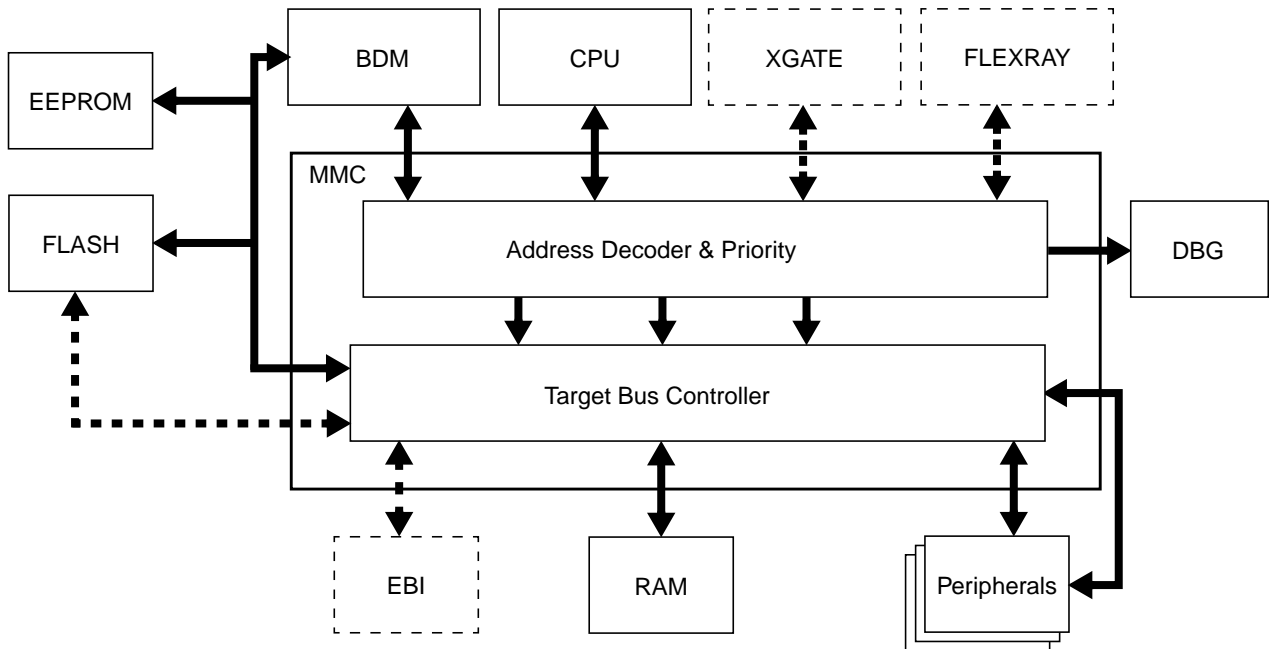 BDM
CPU
XGATE
FLEXRAY
EEPROM
MMC
FLASH
Address Decoder & Priority
DBG
Target Bus Controller
EBI
RAM
Peripherals